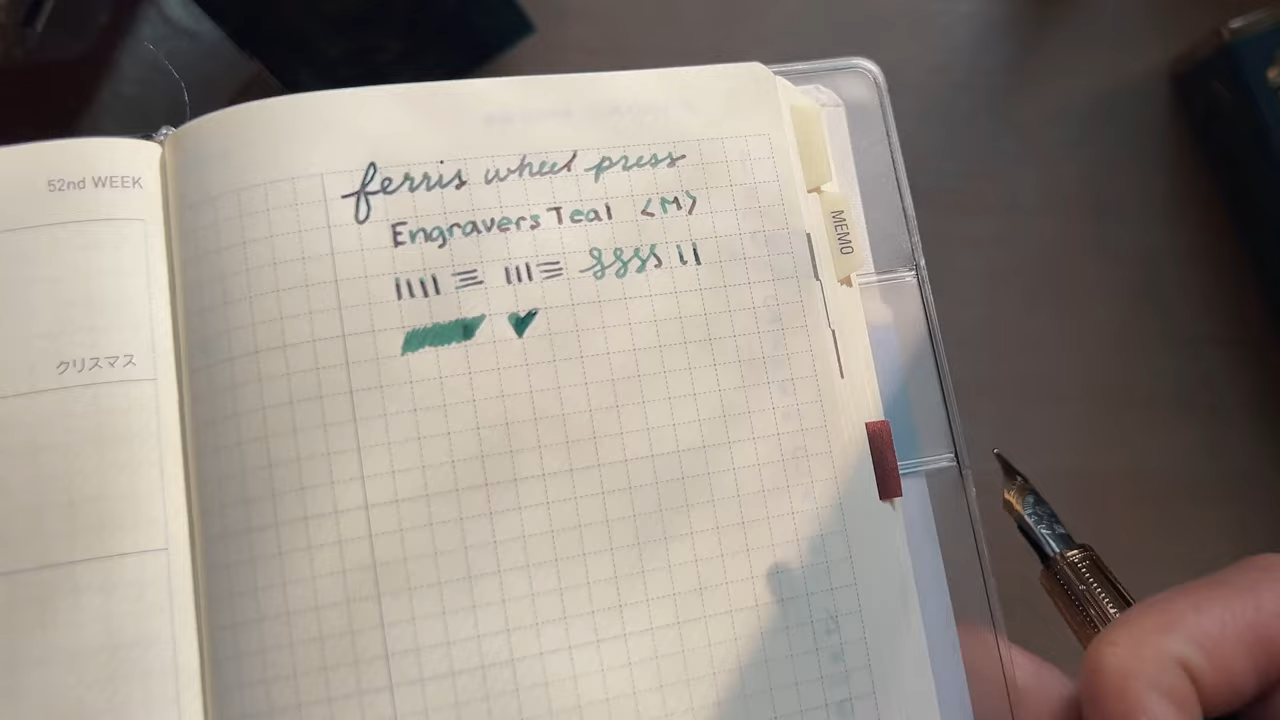 52nd WEEK
クリスマス
ferris wheel press
Engravers Teal <M>
MEMO